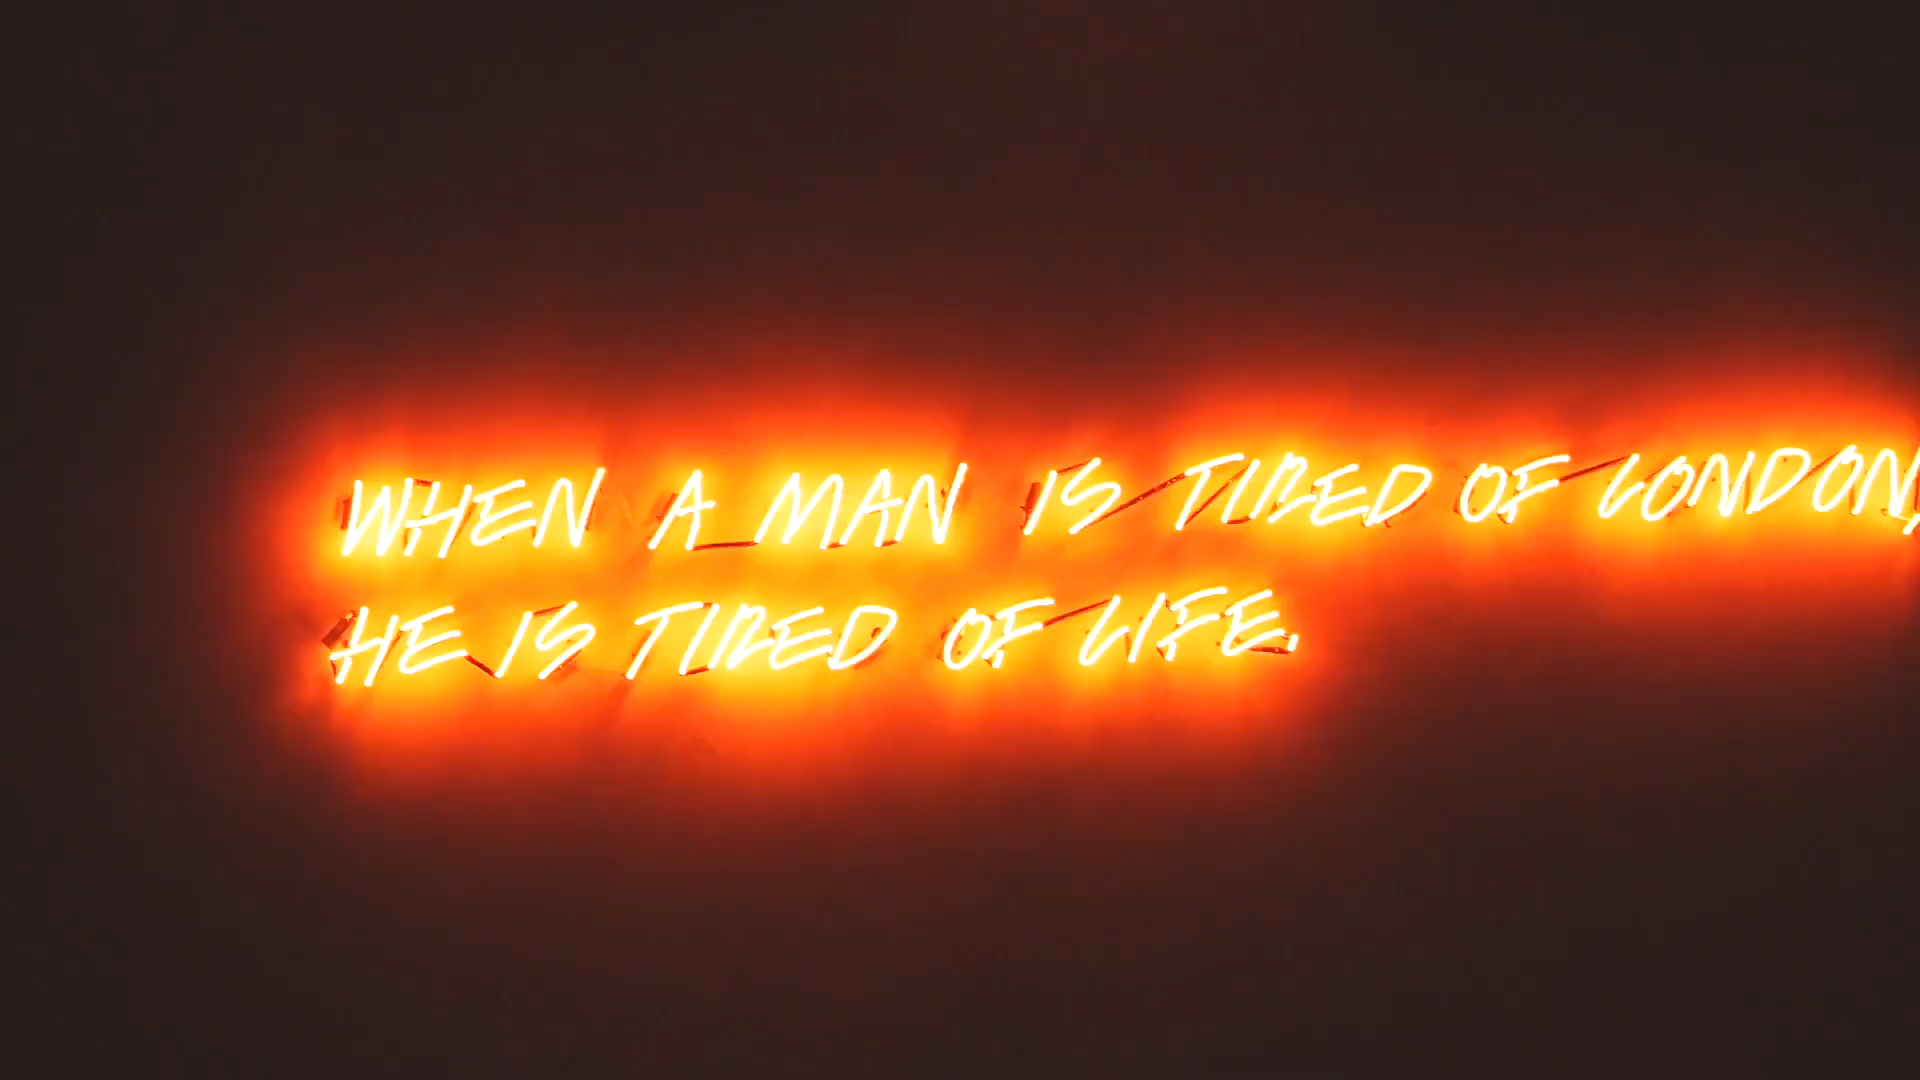 WHEN A MAN IS TIRED OF LONDON,
HE IS TIRED OF LIFE.